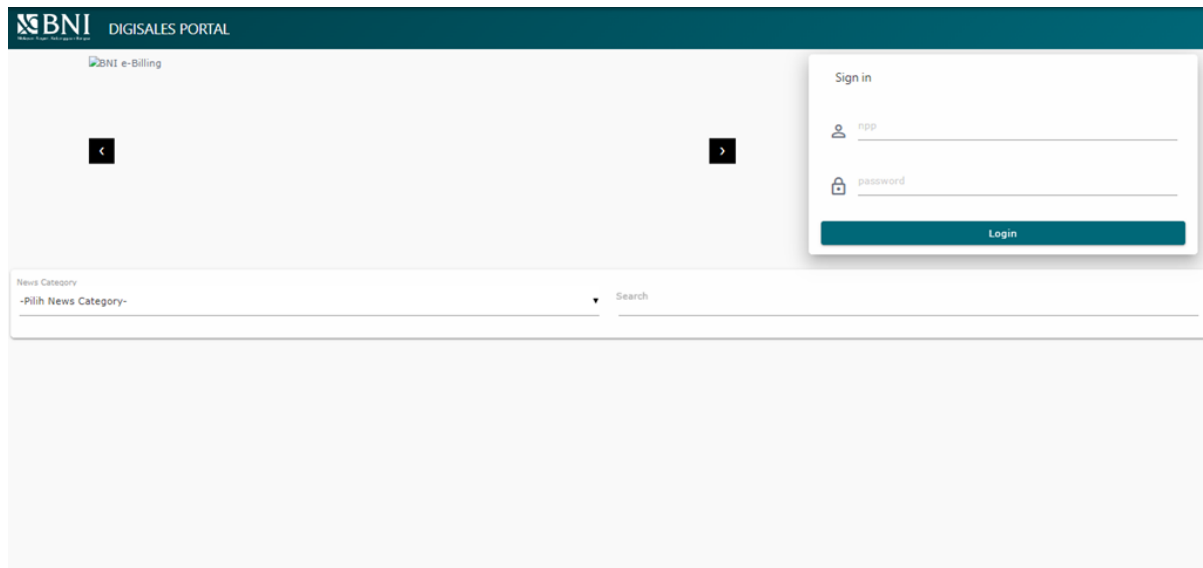 BNI DIGISALES PORTAL
BNI e-Billing
Sign in
npp
password
Login
News Category
-Pilih News Category-
Search